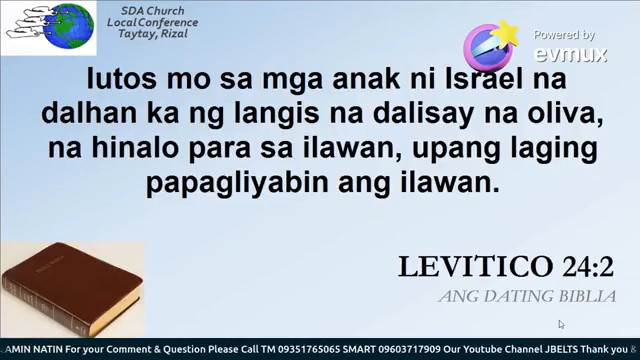 SDA Church
Local Conference
Taytay, Rizal
Powered by
evmux
Iutos mo sa mga anak ni Israel na
dalhan ka ng langis na dalisay na oliva,
na hinalo para sa ilawan, upang laging
papagliyabin ang ilawan.
LEVITICO 24:2
ANG DATING BIBLIA
AMIN NATIN For your Comment & Question Please Call TM 09351765065 SMART 09603717909 Our Youtube Channel JBELTS Thank you &